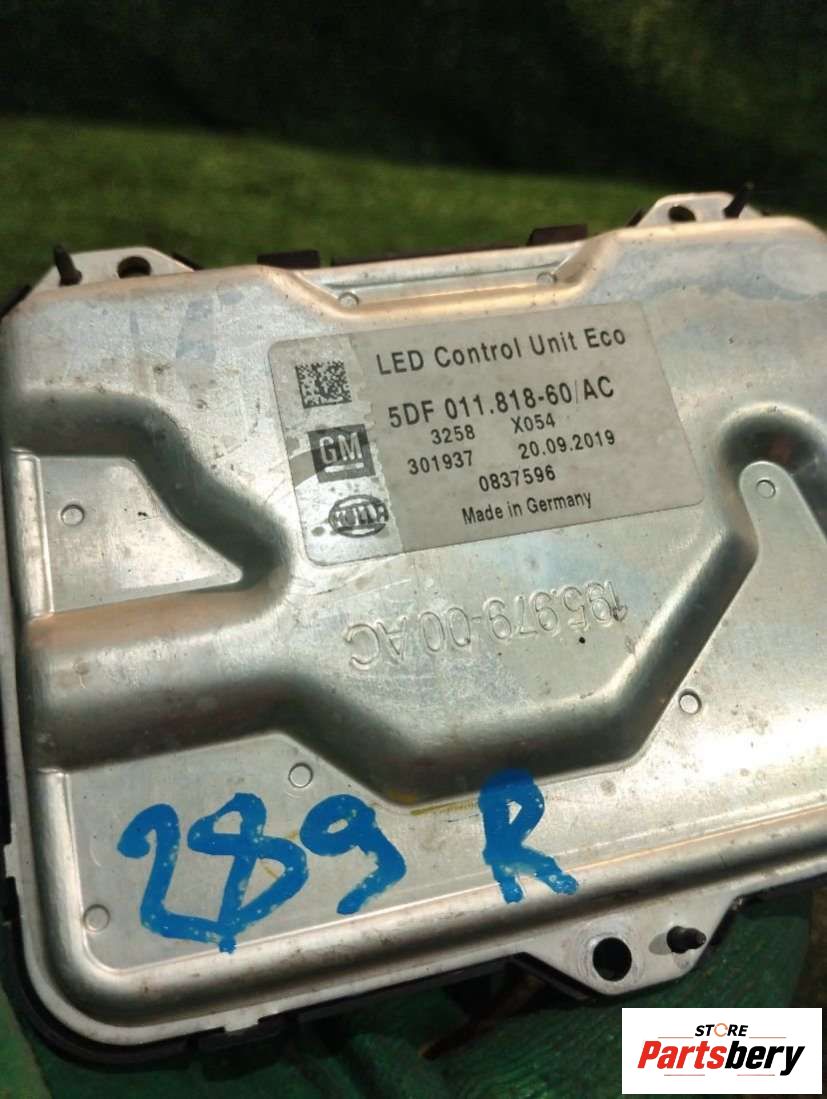 LED Control Unit Eco
5DF 011.818-60/AC
3258 X054
GM
301937 20.09.2019
0837596
HELLA
Made in Germany
195.979-00 AC
289 R
STORE
Partsbery